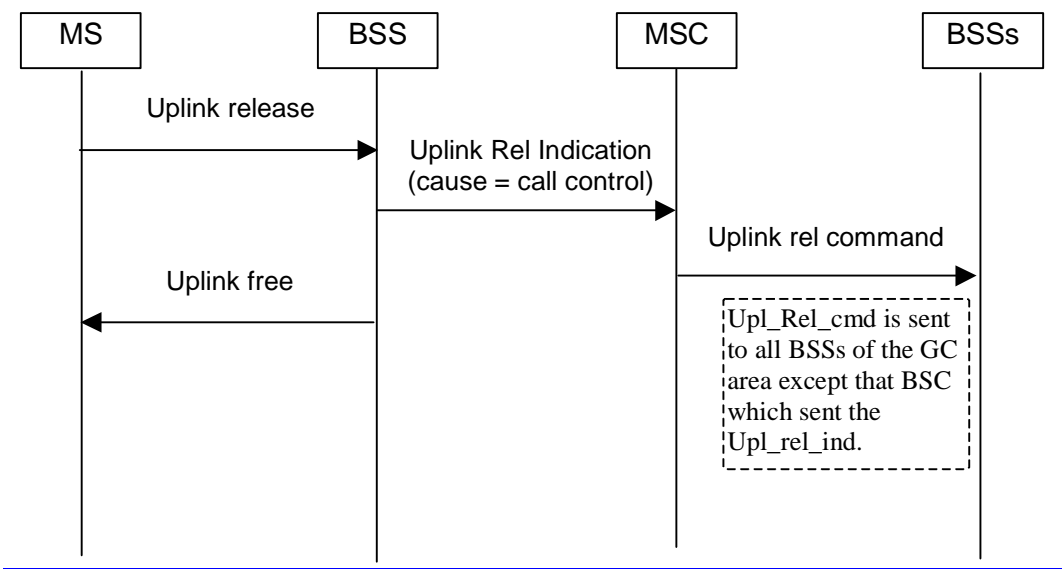 MS
BSS
MSC
BSSs
Uplink release
Uplink Rel Indication
(cause = call control)
Uplink rel command
Uplink free
Upl_Rel_cmd is sent
to all BSSs of the GC
area except that BSC
which sent the
Upl_rel_ind.